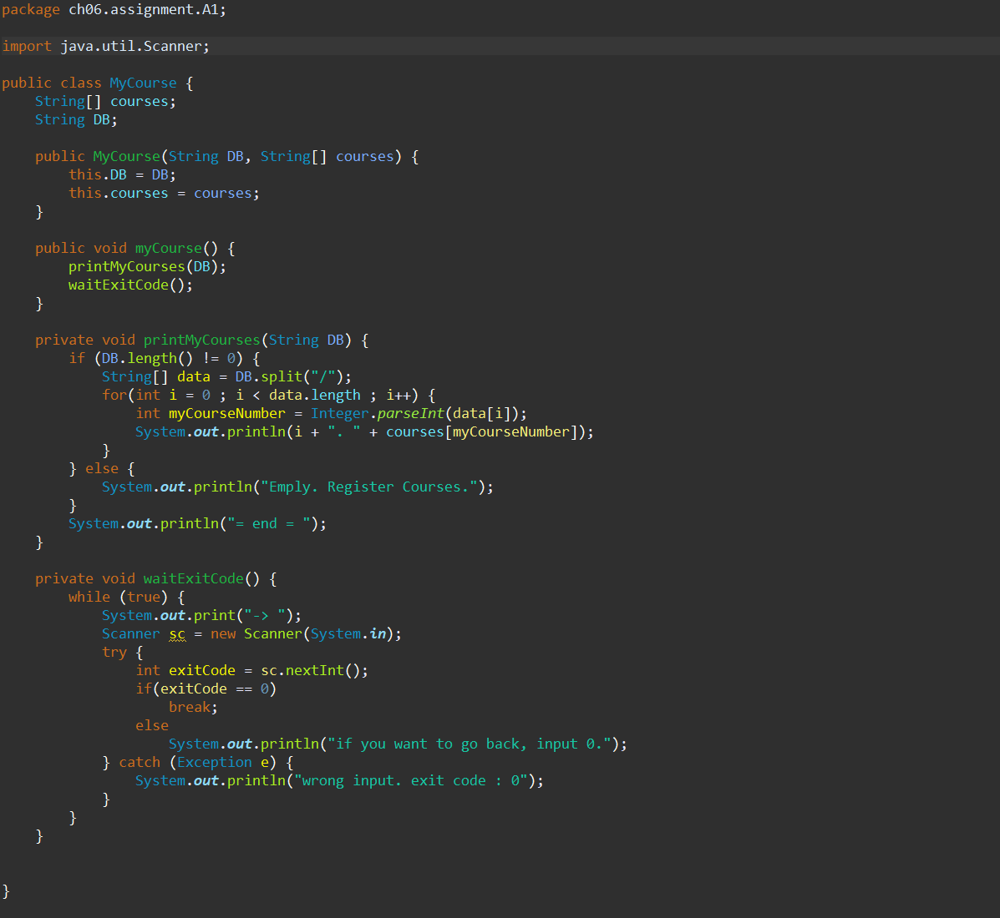 package ch06.assignment.A1;
import java.util.Scanner;
public class MyCourse {
String[] courses;
String DB;
public MyCourse(String DB, String[] courses) {
this.DB = DB;
this.courses = courses;
}
public void myCourse() {
printMyCourses(DB);
waitExitCode();
}
private void printMyCourses(String DB) {
if (DB.length() != 0) {
String[] data = DB.split("/");
for(int i = 0 ; i < data.length ; i++) {
int myCourseNumber = Integer.parseInt(data[i]);
System.out.println(i + ". " + courses[myCourseNumber]);
}
} else {
System.out.println("Emply. Register Courses.");
}
System.out.println("= end = ");
}
private void waitExitCode() {
while (true) {
System.out.print("-> ");
Scanner sc = new Scanner(System.in);
try {
int exitCode = sc.nextInt();
if(exitCode == 0)
break;
else
System.out.println("if you want to go back, input 0.");
} catch (Exception e) {
System.out.println("wrong input. exit code : 0");
}
}
}
}